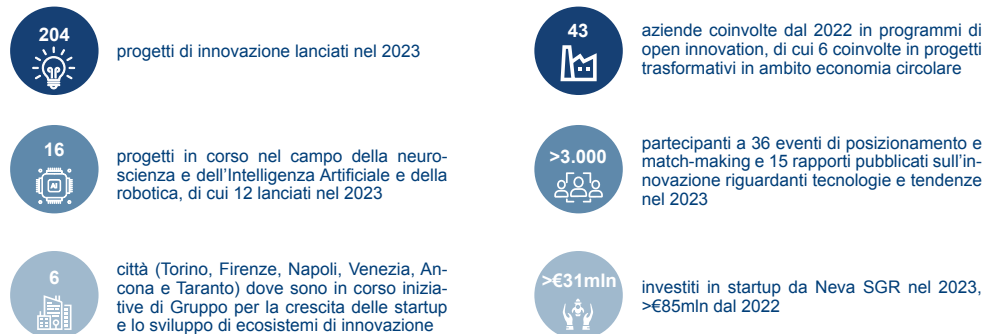 204
progetti di innovazione lanciati nel 2023
43
aziende coinvolte dal 2022 in programmi di
open innovation, di cui 6 coinvolte in progetti
trasformativi in ambito economia circolare
16
AI
progetti in corso nel campo della neuro-
scienza e dell'Intelligenza Artificiale e della
robotica, di cui 12 lanciati nel 2023
>3.000
partecipanti a 36 eventi di posizionamento e
match-making e 15 rapporti pubblicati sull'in-
novazione riguardanti tecnologie e tendenze
nel 2023
6
città (Torino, Firenze, Napoli, Venezia, An-
cona e Taranto) dove sono in corso inizia-
tive di Gruppo per la crescita delle startup
e lo sviluppo di ecosistemi di innovazione
>€31mln
investiti in startup da Neva SGR nel 2023,
>€85mln dal 2022